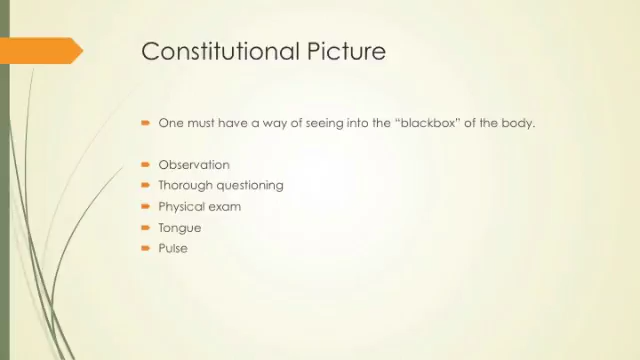 Constitutional Picture
One must have a way of seeing into the “blackbox” of the body.
Observation
Thorough questioning
Physical exam
Tongue
Pulse